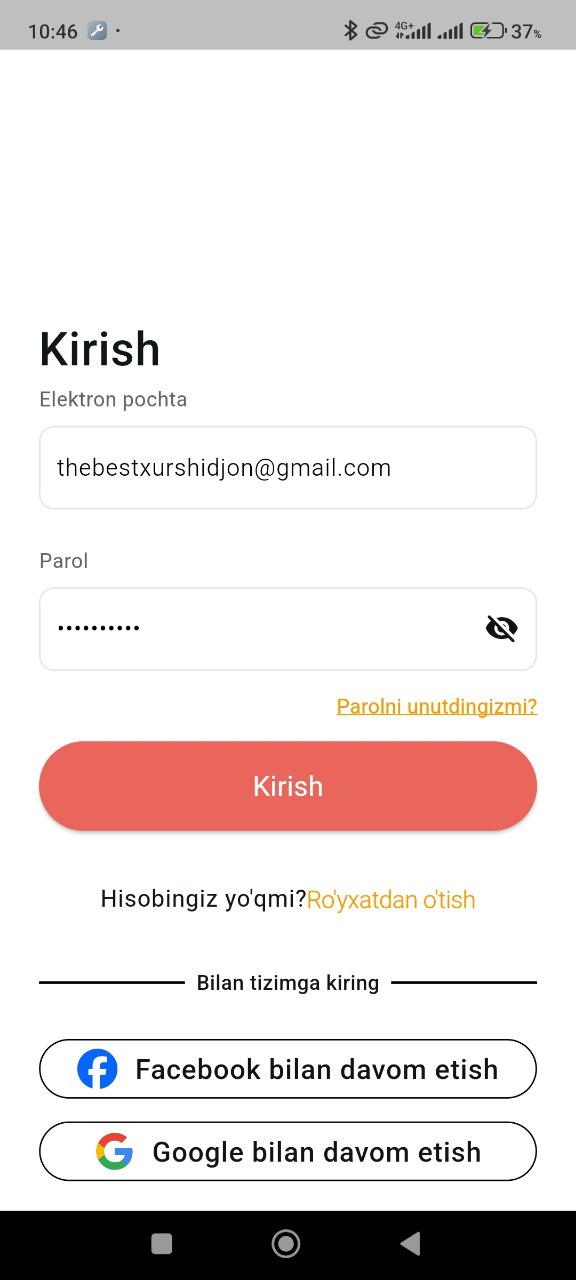 10:46
4G+ 37%
Kirish
Elektron pochta
thebestxurshidjon@gmail.com
Parol
••••••••••
Parolni unutdingizmi?
Kirish
Hisobingiz yo'qmi?Ro'yxatdan o'tish
Bilan tizimga kiring
Facebook bilan davom etish
Google bilan davom etish